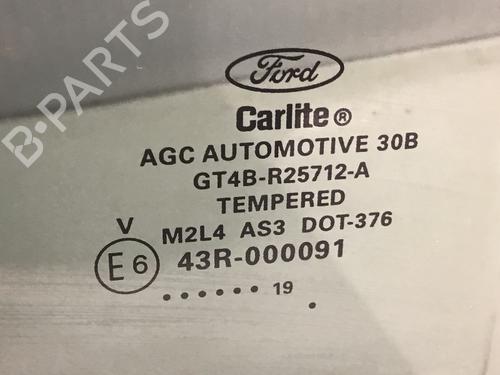 B-PARTS
Ford
Carlite®
AGC AUTOMOTIVE 30B
GT4B-R25712-A
TEMPERED
V M2L4 AS3 DOT-376
E6 43R-000091
...... 19 .